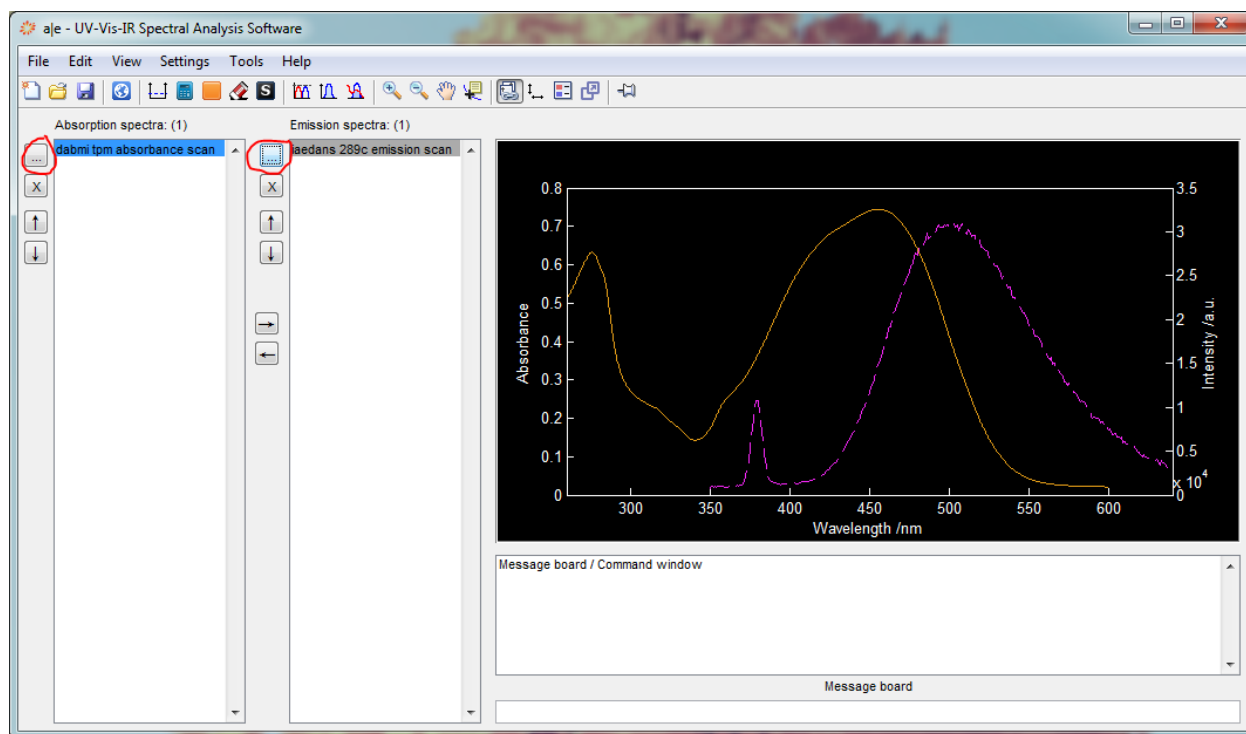 a|e - UV-Vis-IR Spectral Analysis Software
File Edit View Settings Tools Help
S
Absorption spectra: (1) Emission spectra: (1)
... dabmi tpm absorbance scan ... iaedans 289c emission scan
X X
0.8 3.5
0.7 3
0.6 2.5
0.5 2
0.4 1.5
0.3 1
0.2 0.5
0.1 x 10⁴
0 0
Absorbance
Intensity /a.u.
300 350 400 450 500 550 600
Wavelength /nm
Message board / Command window
Message board